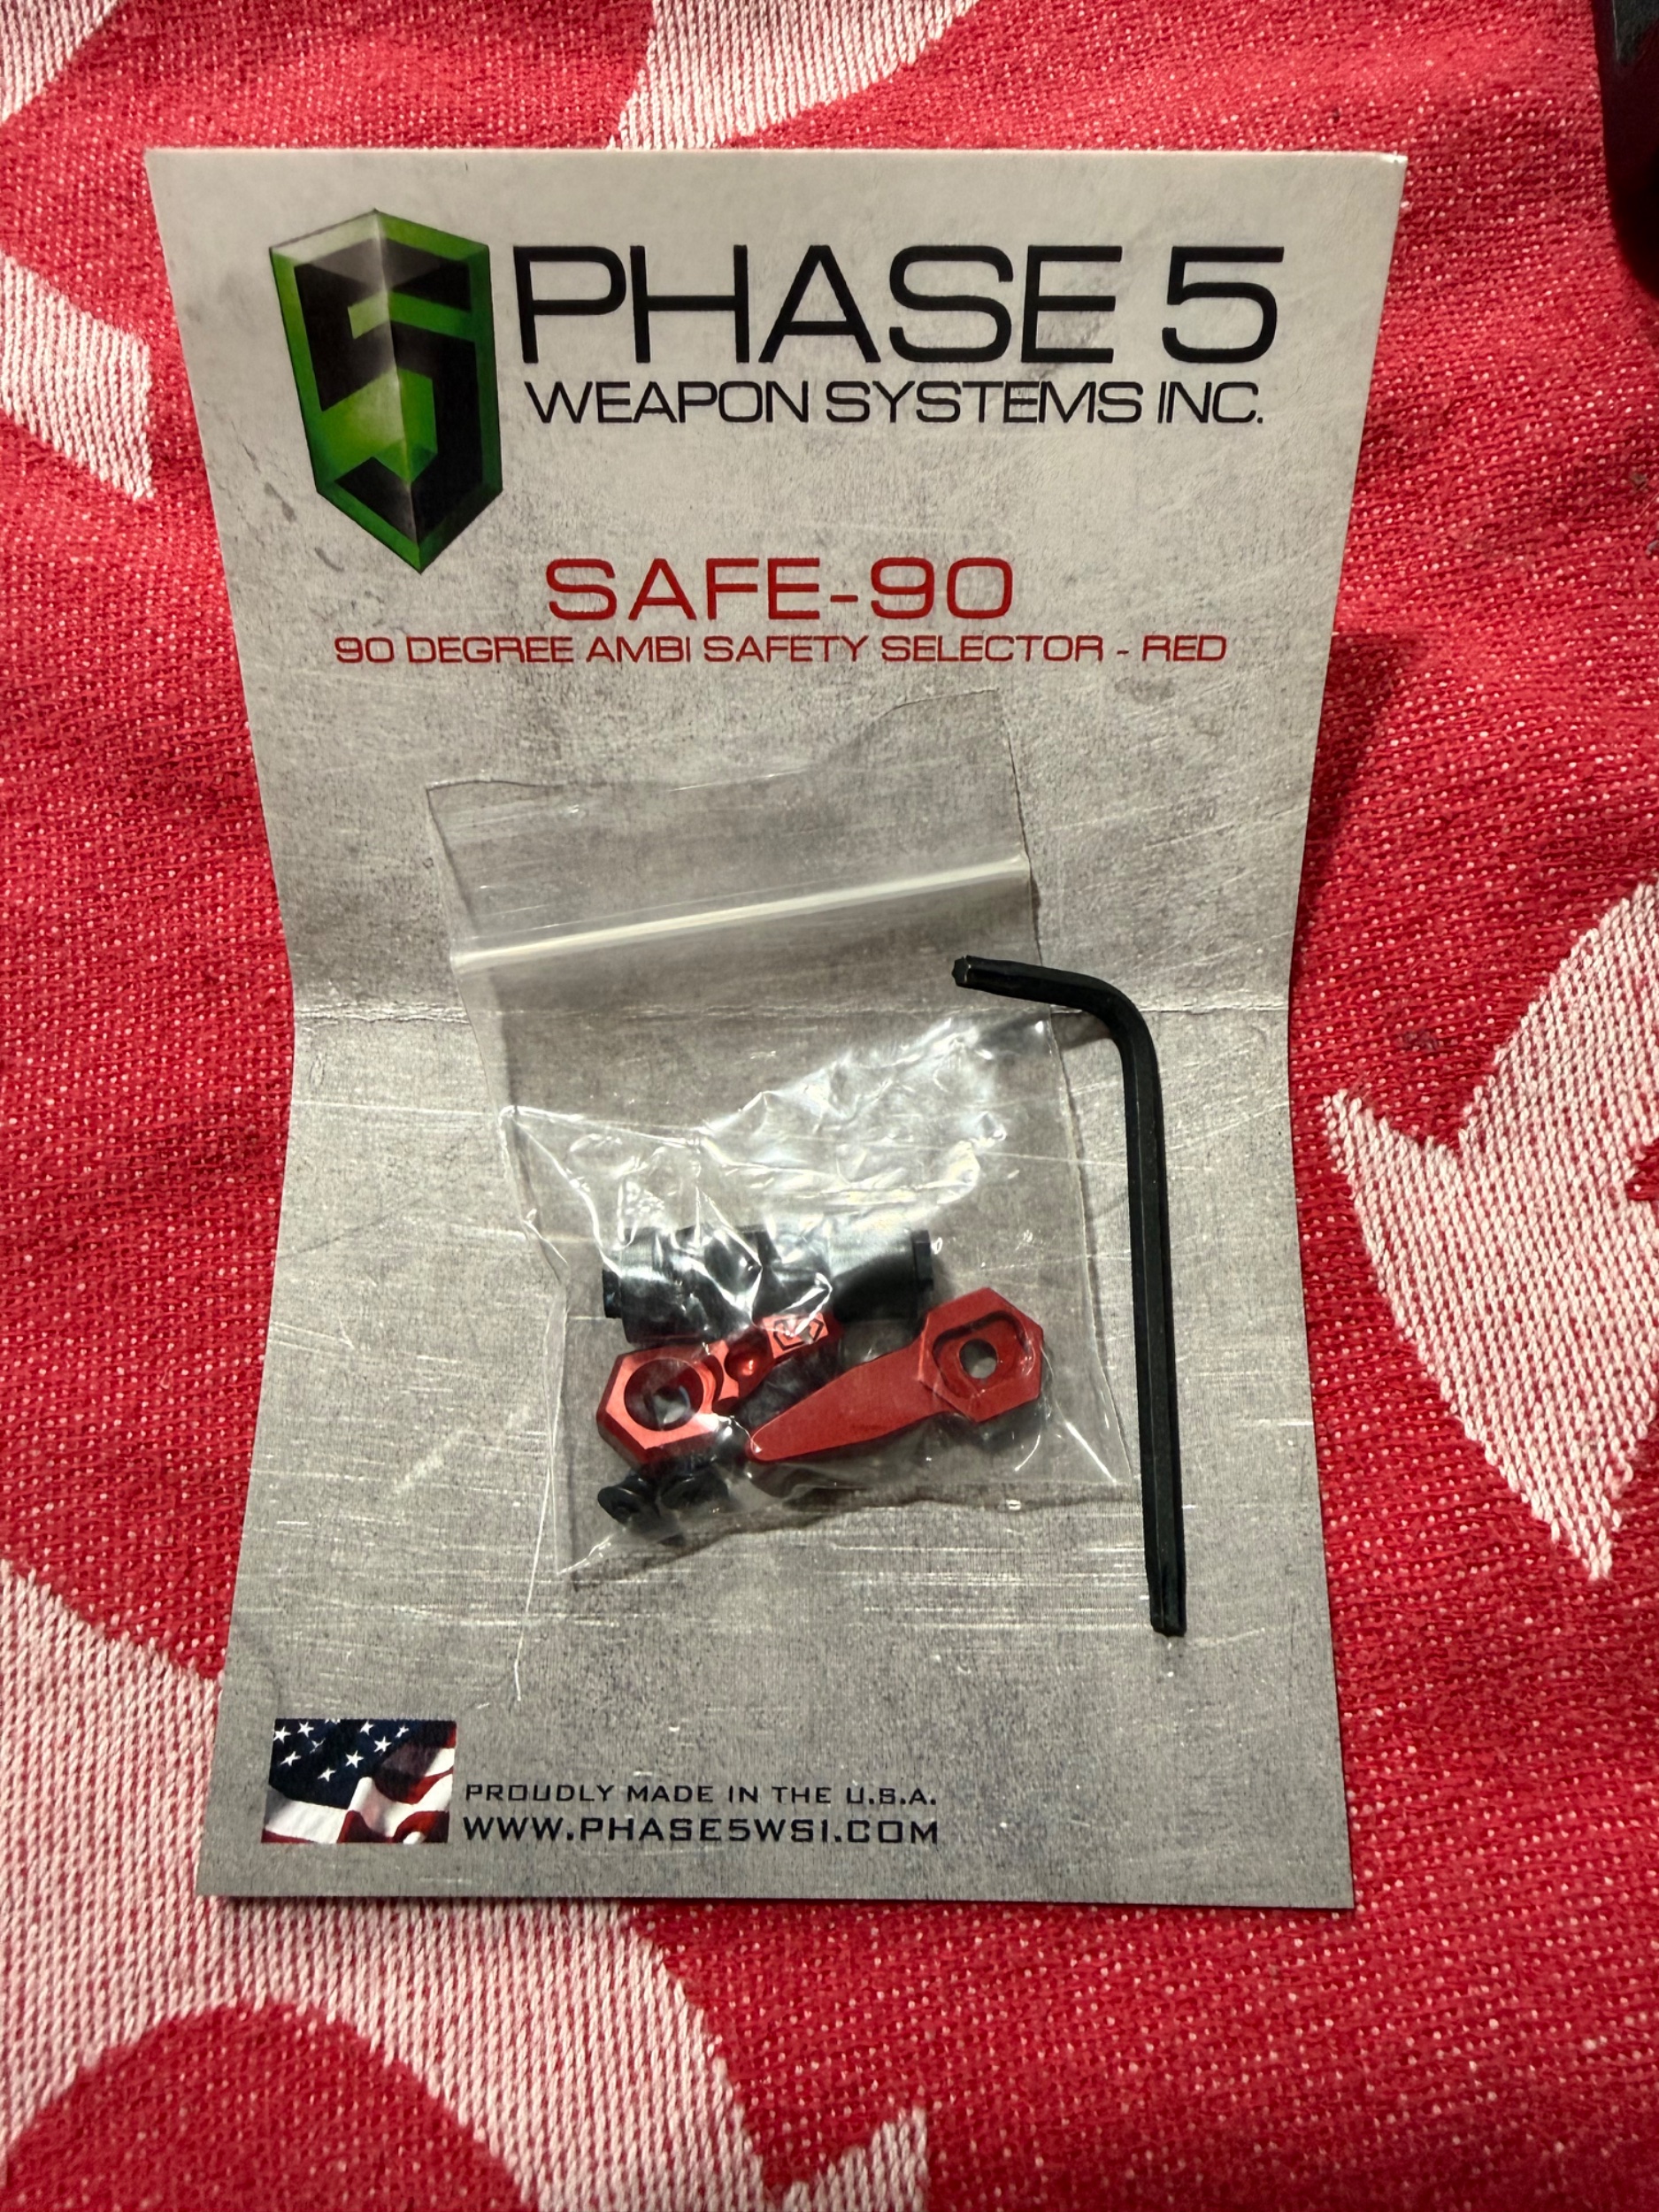 5 PHASE 5
WEAPON SYSTEMS INC.
SAFE-90
90 DEGREE AMBI SAFETY SELECTOR - RED
PROUDLY MADE IN THE U.S.A.
WWW.PHASE5WSI.COM